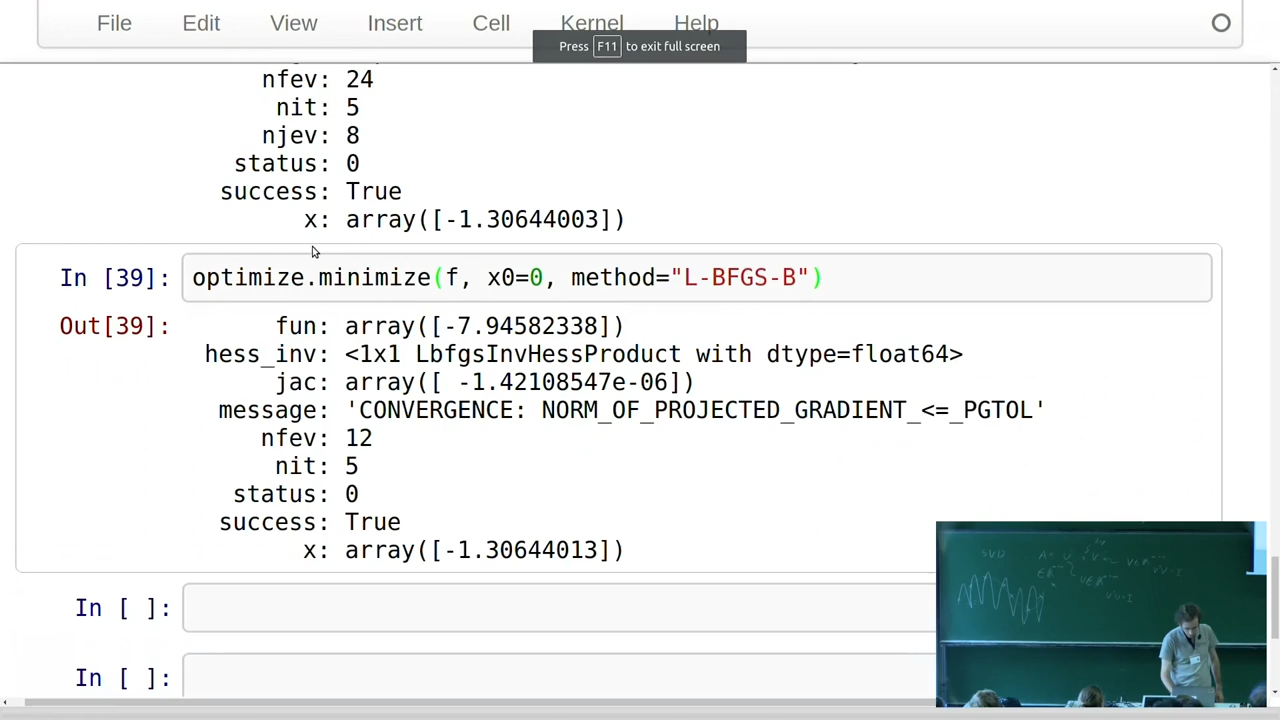 File Edit View Insert Cell Kernel Help
Press F11 to exit full screen
nfev: 24
nit: 5
njev: 8
status: 0
success: True
x: array([-1.30644003])
In [39]: optimize.minimize(f, x0=0, method="L-BFGS-B")
Out[39]: fun: array([-7.94582338])
hess_inv: <1x1 LbfgsInvHessProduct with dtype=float64>
jac: array([ -1.42108547e-06])
message: 'CONVERGENCE: NORM_OF_PROJECTED_GRADIENT_<=_PGTOL'
nfev: 12
nit: 5
status: 0
success: True
x: array([-1.30644013])
In [ ]:
In [ ]:
SVD